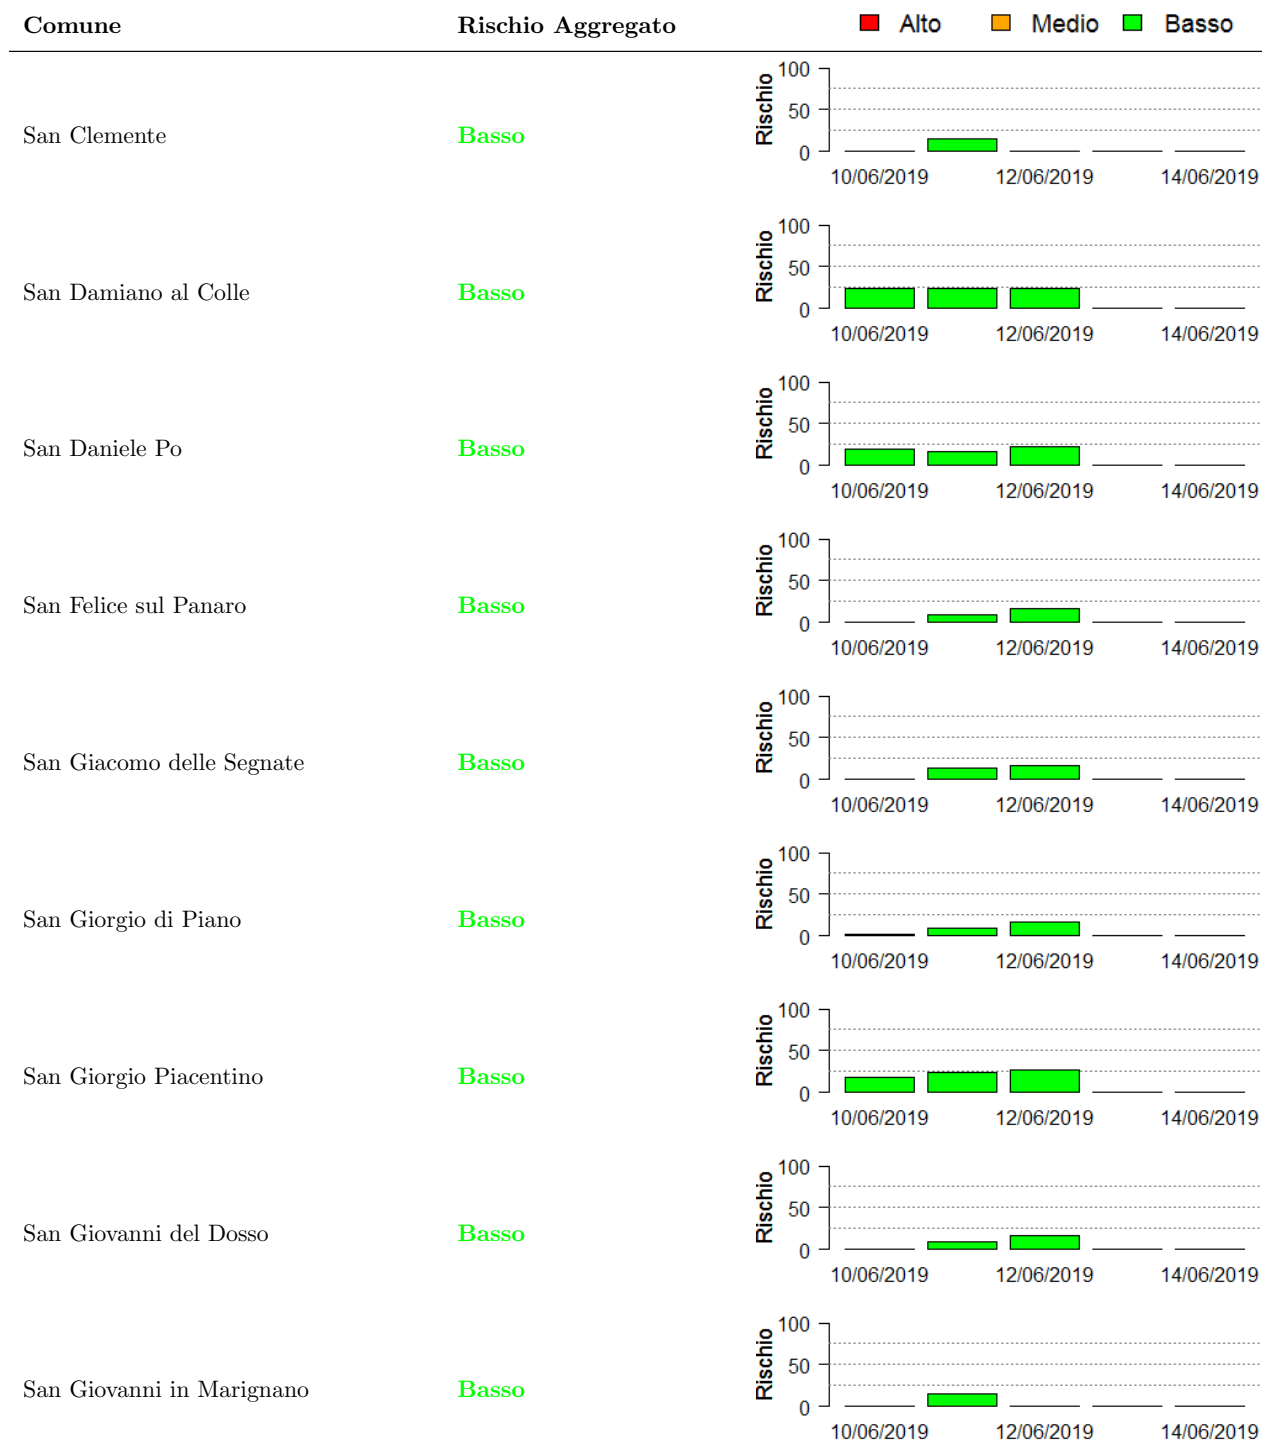 Comune Rischio Aggregato Alto Medio Basso
San Clemente Basso
Rischio
100
50
0
10/06/2019 12/06/2019 14/06/2019
San Damiano al Colle Basso
Rischio
100
50
0
10/06/2019 12/06/2019 14/06/2019
San Daniele Po Basso
Rischio
100
50
0
10/06/2019 12/06/2019 14/06/2019
San Felice sul Panaro Basso
Rischio
100
50
0
10/06/2019 12/06/2019 14/06/2019
San Giacomo delle Segnate Basso
Rischio
100
50
0
10/06/2019 12/06/2019 14/06/2019
San Giorgio di Piano Basso
Rischio
100
50
0
10/06/2019 12/06/2019 14/06/2019
San Giorgio Piacentino Basso
Rischio
100
50
0
10/06/2019 12/06/2019 14/06/2019
San Giovanni del Dosso Basso
Rischio
100
50
0
10/06/2019 12/06/2019 14/06/2019
San Giovanni in Marignano Basso
Rischio
100
50
0
10/06/2019 12/06/2019 14/06/2019